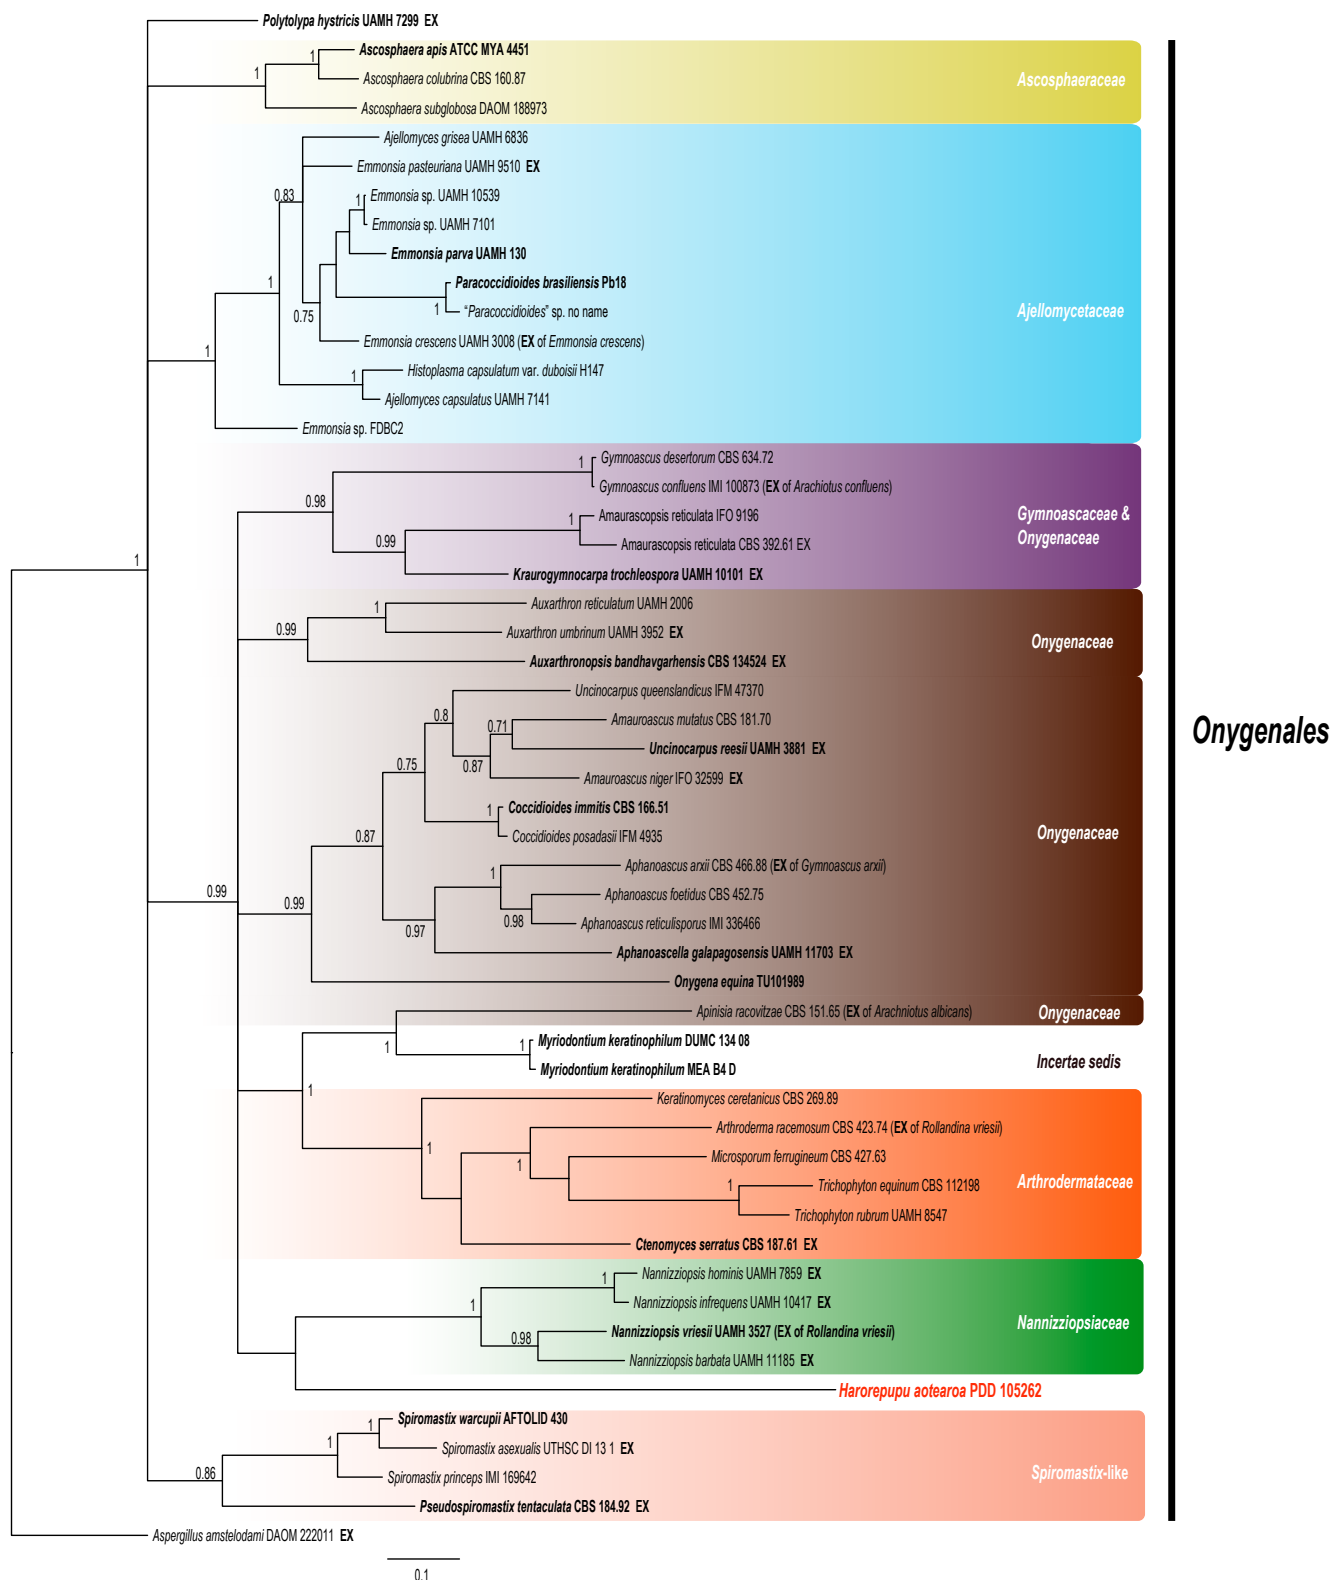 Polytolypa hystricis UAMH 7299 EX
Ascosphaera apis ATCC MYA 4451
1
1
Ascosphaera colubrina CBS 160.87
Ascosphaeraceae
Ascosphaera subglobosa DAOM 188973
Ajellomyces grisea UAMH 6836
Emmonsia pasteuriana UAMH 9510 EX
0.83
1
Emmonsia sp. UAMH 10539
Emmonsia sp. UAMH 7101
Emmonsia parva UAMH 130
1
Paracoccidioides brasiliensis Pb18
1
"Paracoccidioides" sp. no name
Ajellomycetaceae
0.75
Emmonsia crescens UAMH 3008 (EX of Emmonsia crescens)
1
Histoplasma capsulatum var. duboisii H147
1
Ajellomyces capsulatus UAMH 7141
Emmonsia sp. FDBC2
Gymnoascus desertorum CBS 634.72
1
Gymnoascus confluens IMI 100873 (EX of Arachiotus confluens)
0.98
Amaurascopsis reticulata IFO 9196
1
Gymnoascaceae &
Onygenaceae
0.99
Amaurascopsis reticulata CBS 392.61 EX
1
Kraurogymnocarpa trochleospora UAMH 10101 EX
Auxarthron reticulatum UAMH 2006
1
0.99
Auxarthron umbrinum UAMH 3952 EX
Onygenaceae
Auxarthronopsis bandhavgarhensis CBS 134524 EX
Uncinocarpus queenslandicus IFM 47370
0.8
Amauroascus mutatus CBS 181.70
0.71
Uncinocarpus reesii UAMH 3881 EX
Onygenales
0.75
0.87
Amauroascus niger IFO 32599 EX
1
Coccidioides immitis CBS 166.51
0.87
Coccidioides posadasii IFM 4935
Onygenaceae
Aphanoascus arxii CBS 466.88 (EX of Gymnoascus arxii)
1
0.99
0.99
Aphanoascus foetidus CBS 452.75
0.98
Aphanoascus reticulisporus IMI 336466
0.97
Aphanoascella galapagosensis UAMH 11703 EX
Onygena equina TU101989
Apinisia racovitzae CBS 151.65 (EX of Arachniotus albicans)
Onygenaceae
1
Myriodontium keratinophilum DUMC 134 08
1
Myriodontium keratinophilum MEA B4 D
Incertae sedis
1
Keratinomyces ceretanicus CBS 269.89
Arthroderma racemosum CBS 423.74 (EX of Rollandina vriesii)
1
1
Microsporum ferrugineum CBS 427.63
1
Trichophyton equinum CBS 112198
Arthrodermataceae
Trichophyton rubrum UAMH 8547
Ctenomyces serratus CBS 187.61 EX
Nannizziopsis hominis UAMH 7859 EX
1
1
Nannizziopsis infrequens UAMH 10417 EX
Nannizziopsiaceae
0.98
Nannizziopsis vriesii UAMH 3527 (EX of Rollandina vriesii)
Nannizziopsis barbata UAMH 11185 EX
Harorepupu aotearoa PDD 105262
Spiromastix warcupii AFTOLID 430
1
1
Spiromastix asexualis UTHSC DI 13 1 EX
0.86
Spiromastix princeps IMI 169642
Spiromastix-like
Pseudospiromastix tentaculata CBS 184.92 EX
Aspergillus amstelodami DAOM 222011 EX
0.1